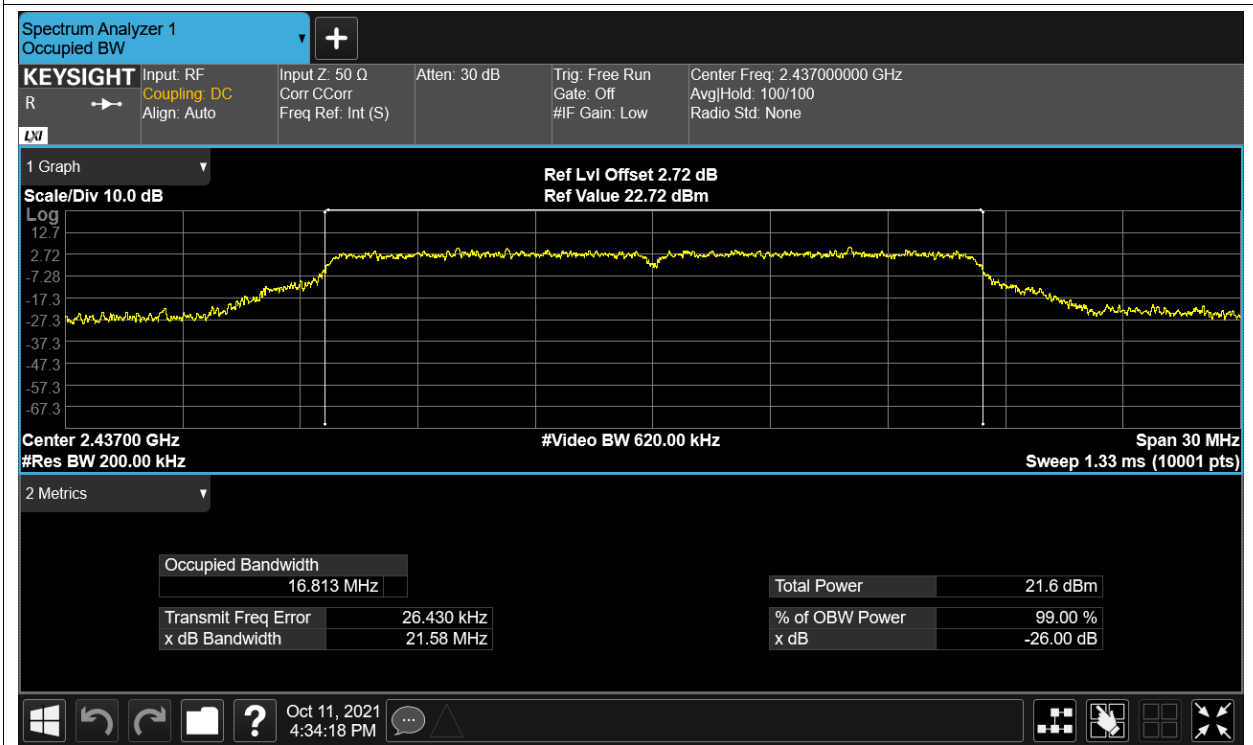 Spectrum Analyzer 1
Occupied BW
KEYSIGHT
R
LXI
Input: RF
Coupling: DC
Align: Auto
Input Z: 50 Ω
Corr CCorr
Freq Ref: Int (S)
Atten: 30 dB
Trig: Free Run
Gate: Off
#IF Gain: Low
Center Freq: 2.437000000 GHz
Avg|Hold: 100/100
Radio Std: None
1 Graph
Scale/Div 10.0 dB
Ref Lvl Offset 2.72 dB
Ref Value 22.72 dBm
Log
12.7
2.72
-7.28
-17.3
-27.3
-37.3
-47.3
-57.3
-67.3
Center 2.43700 GHz
#Video BW 620.00 kHz
Span 30 MHz
#Res BW 200.00 kHz
Sweep 1.33 ms (10001 pts)
2 Metrics
Occupied Bandwidth
16.813 MHz
Total Power 21.6 dBm
Transmit Freq Error 26.430 kHz
% of OBW Power 99.00 %
x dB Bandwidth 21.58 MHz
x dB -26.00 dB
?
Oct 11, 2021
4:34:18 PM